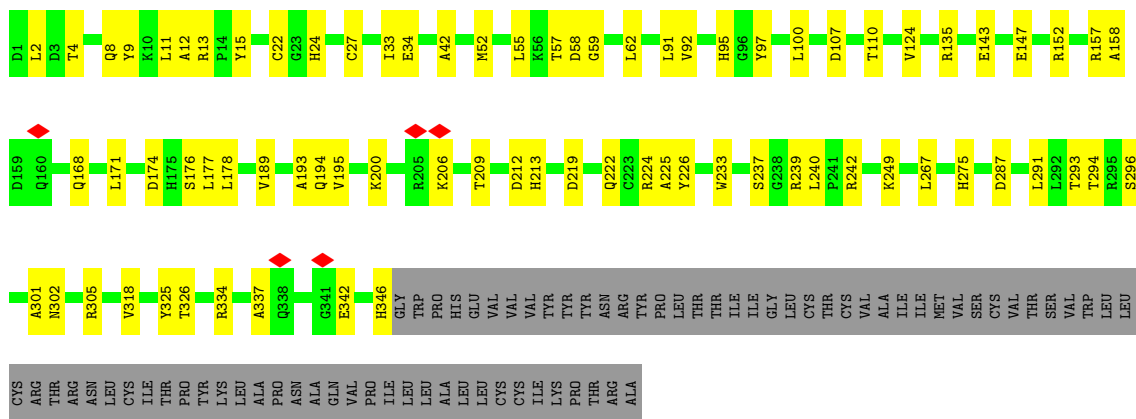 D1 L2 D3 T4 Q8 Y9 K10 L11 A12 R13 P14 Y15 C22 G23 H24 C27 I33 E34 A42 M52 L55 K56 T57 D58 G59 L62 L91 V92 H95 G96 Y97 L100 D107 T110 V124 R135 E143 E147 R152 R157 A158
D159 Q160 Q168 L171 D174 H175 S176 L177 L178 V189 A193 Q194 V195 K200 R205 K206 T209 D212 H213 D219 Q222 C223 R224 A225 Y226 W233 S237 G238 R239 L240 P241 R242 K249 L267 H275 D287 L291 L292 T293 T294 R295 S296
A301 N302 R305 V318 Y325 T326 R334 A337 Q338 G341 E342 H346 GLY TRP PRO HIS GLU VAL VAL VAL TYR TYR TYR ASN ARG TYR PRO LEU THR THR ILE ILE GLY LEU CYS THR CYS VAL ALA ILE ILE MET VAL SER CYS VAL THR SER VAL TRP LEU LEU
CYS ARG THR ARG ASN LEU CYS ILE THR PRO TYR LYS LEU ALA PRO ASN ALA GLN VAL PRO ILE LEU LEU ALA LEU LEU CYS CYS ILE LYS PRO THR ARG ALA